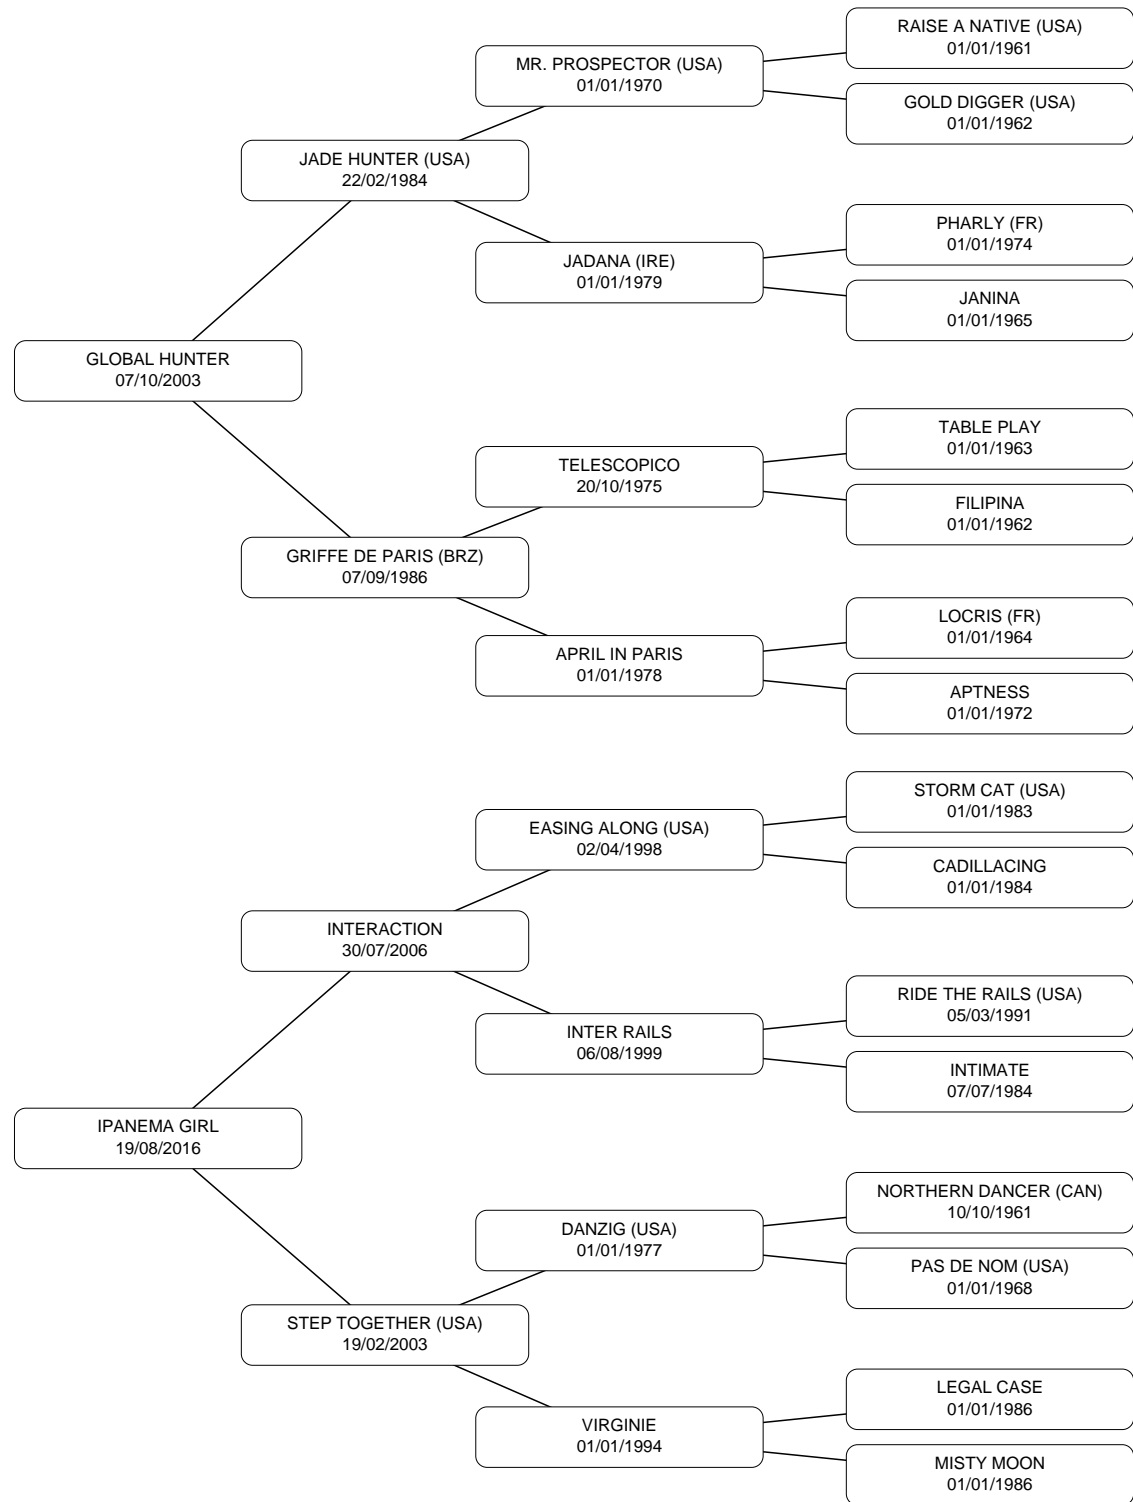 RAISE A NATIVE (USA)
01/01/1961
MR. PROSPECTOR (USA)
01/01/1970
GOLD DIGGER (USA)
01/01/1962
JADE HUNTER (USA)
22/02/1984
PHARLY (FR)
01/01/1974
JADANA (IRE)
01/01/1979
JANINA
01/01/1965
GLOBAL HUNTER
07/10/2003
TABLE PLAY
01/01/1963
TELESCOPICO
20/10/1975
FILIPINA
01/01/1962
GRIFFE DE PARIS (BRZ)
07/09/1986
LOCRIS (FR)
01/01/1964
APRIL IN PARIS
01/01/1978
APTNESS
01/01/1972
STORM CAT (USA)
01/01/1983
EASING ALONG (USA)
02/04/1998
CADILLACING
01/01/1984
INTERACTION
30/07/2006
RIDE THE RAILS (USA)
05/03/1991
INTER RAILS
06/08/1999
INTIMATE
07/07/1984
IPANEMA GIRL
19/08/2016
NORTHERN DANCER (CAN)
10/10/1961
DANZIG (USA)
01/01/1977
PAS DE NOM (USA)
01/01/1968
STEP TOGETHER (USA)
19/02/2003
LEGAL CASE
01/01/1986
VIRGINIE
01/01/1994
MISTY MOON
01/01/1986